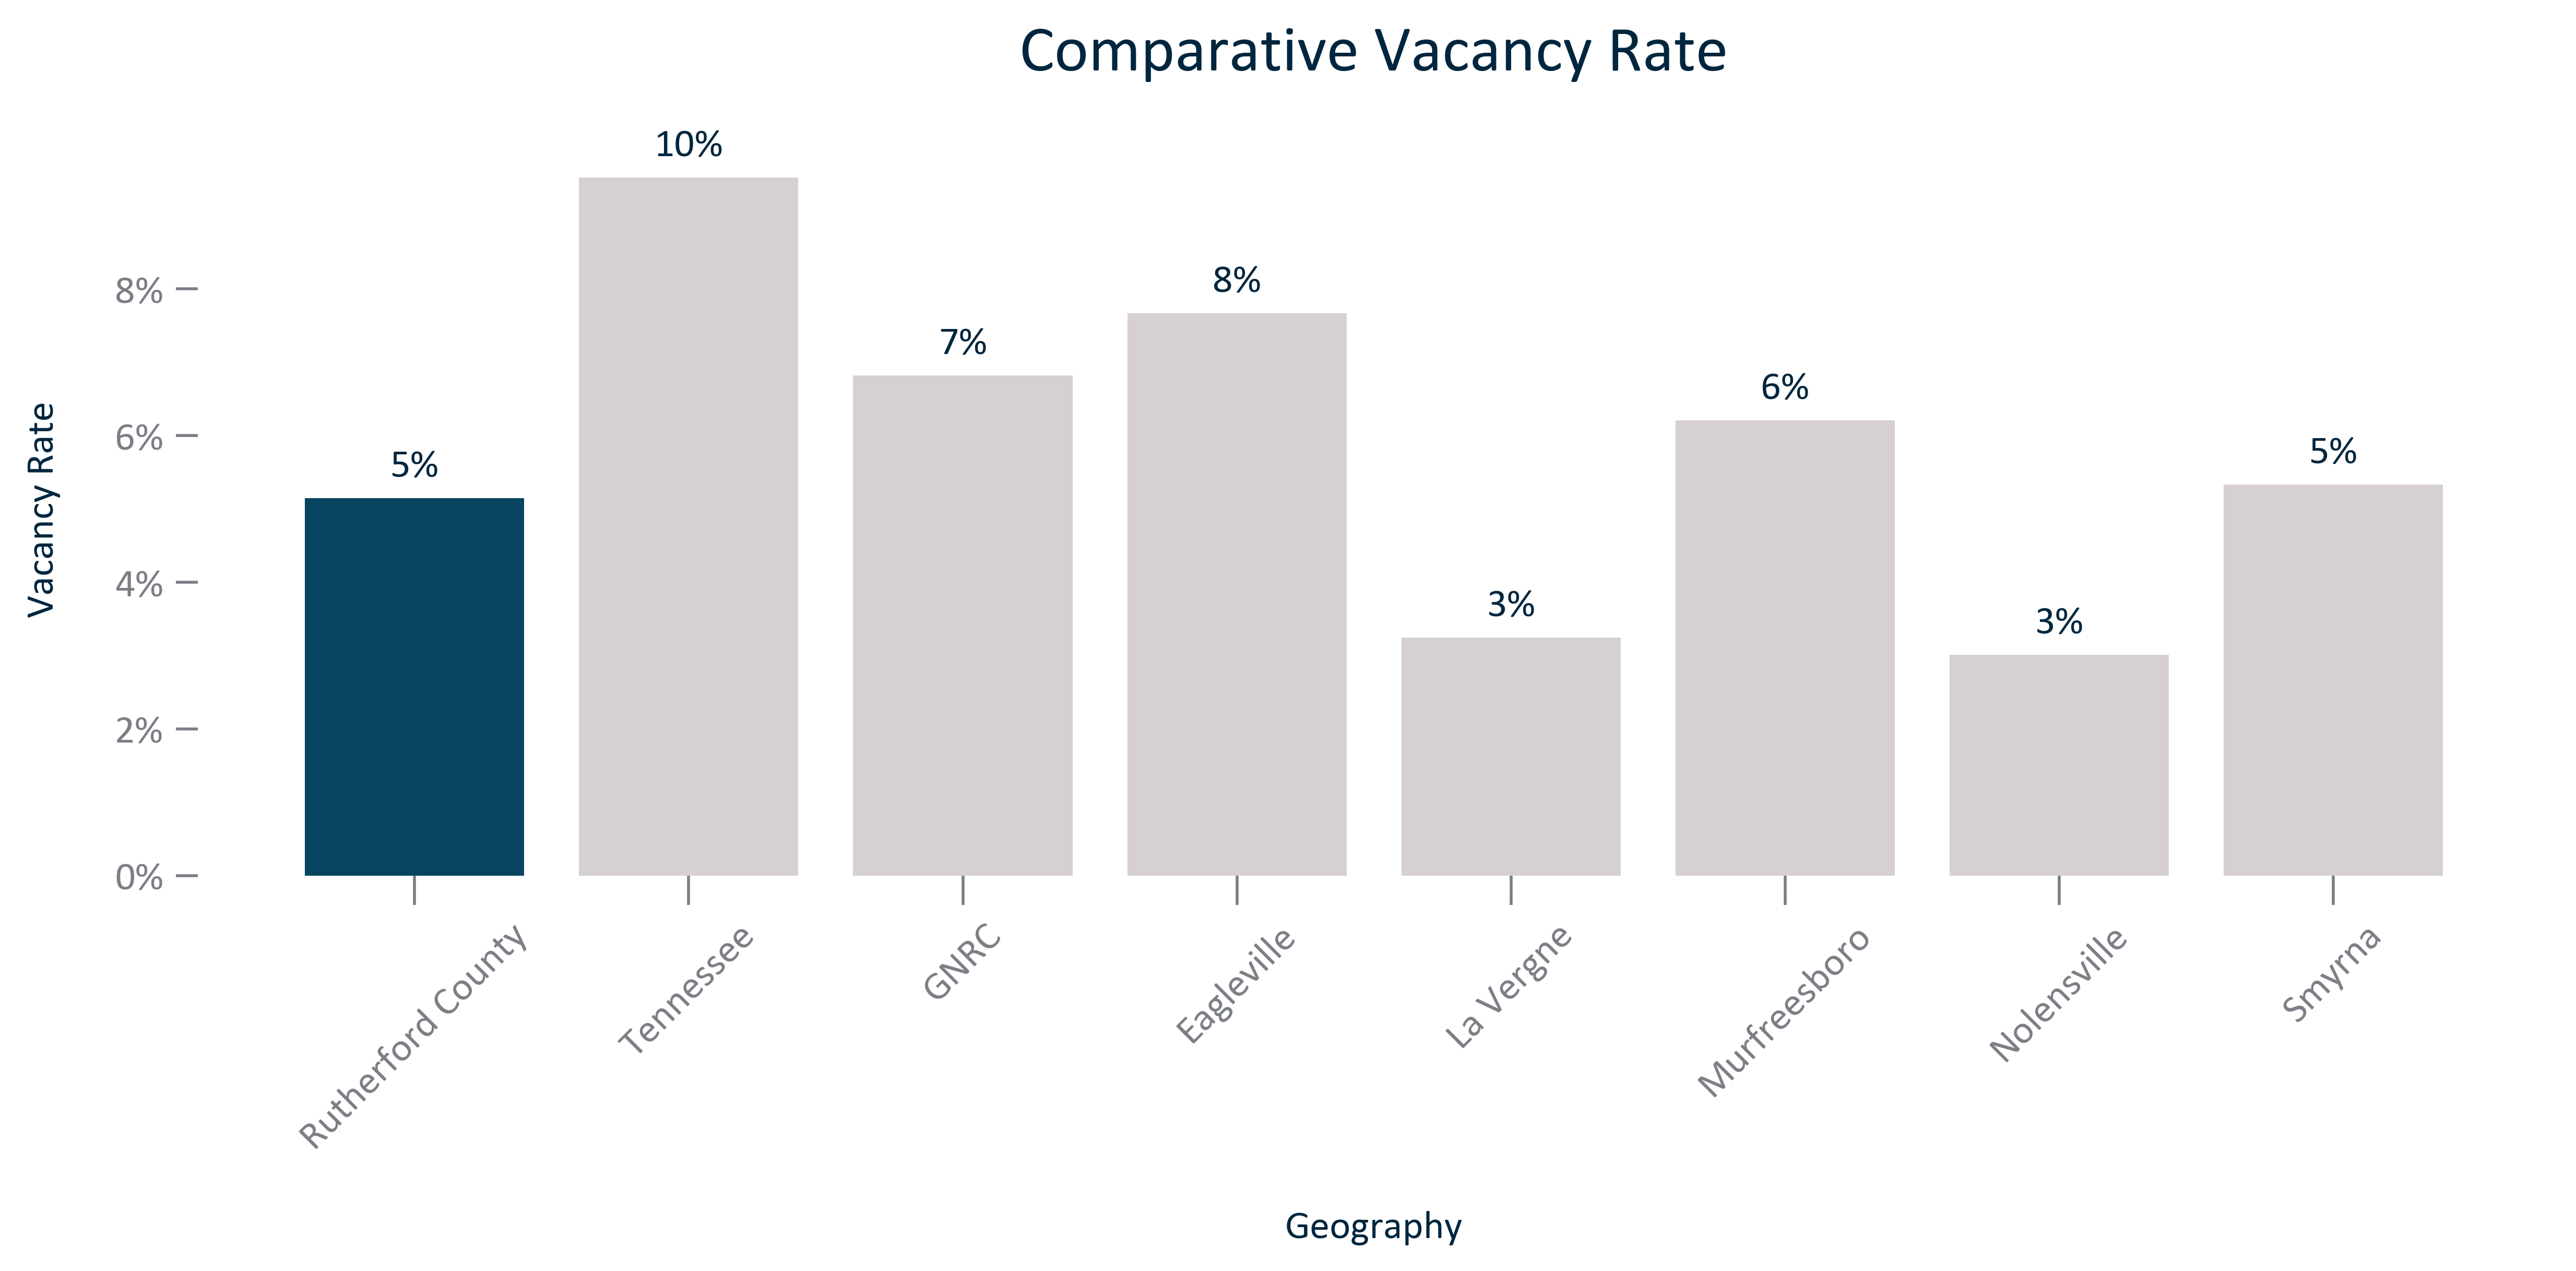 Comparative Vacancy Rate
10%
8%
7%
6%
5%
5%
3%
3%
Vacancy Rate
8%
6%
4%
2%
0%
Rutherford County
Tennessee
GNRC
Eagleville
La Vergne
Murfreesboro
Nolensville
Smyrna
Geography